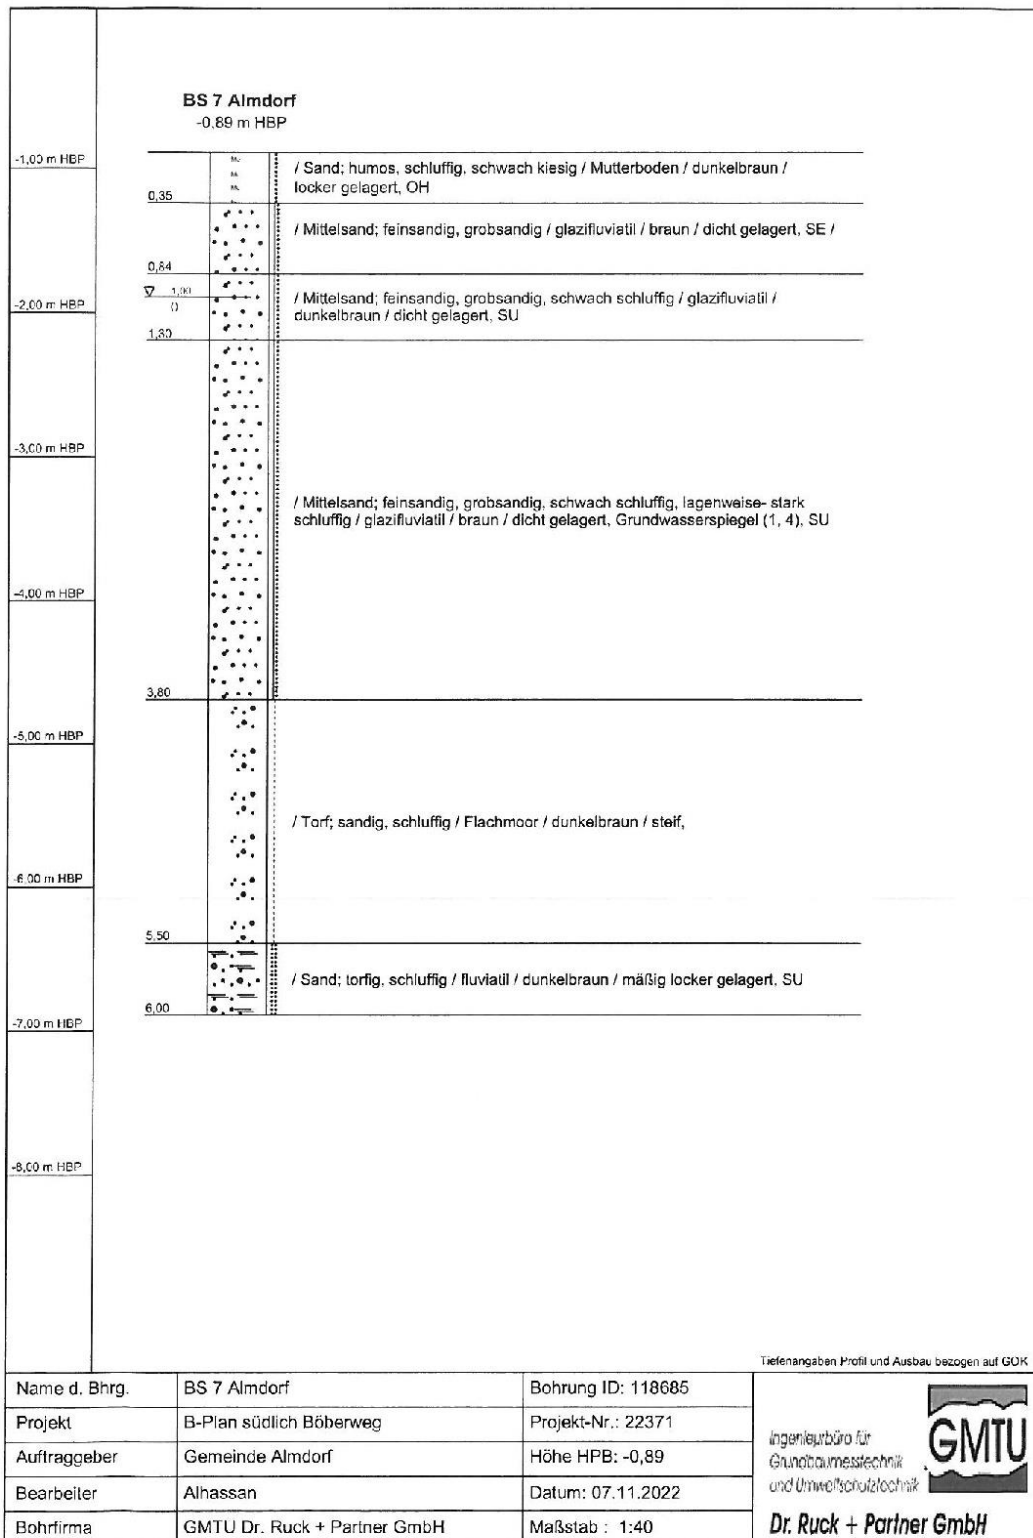 BS 7 Almdorf
-0,89 m HBP
-1,00 m HBP
/ Sand; humos, schluffig, schwach kiesig / Mutterboden / dunkelbraun /
locker gelagert, OH
0,35
/ Mittelsand; feinsandig, grobsandig / glazifluviatil / braun / dicht gelagert, SE /
0,84
1,00
()
-2,00 m HBP
/ Mittelsand; feinsandig, grobsandig, schwach schluffig / glazifluviatil /
dunkelbraun / dicht gelagert, SU
1,30
-3,00 m HBP
/ Mittelsand; feinsandig, grobsandig, schwach schluffig, lagenweise- stark
schluffig / glazifluviatil / braun / dicht gelagert, Grundwasserspiegel (1, 4), SU
-4,00 m HBP
3,80
-5,00 m HBP
/ Torf; sandig, schluffig / Flachmoor / dunkelbraun / steif,
-6,00 m HBP
5,50
/ Sand; torfig, schluffig / fluviatil / dunkelbraun / mäßig locker gelagert, SU
6,00
-7,00 m HBP
-8,00 m HBP
Tiefenangaben Profil und Ausbau bezogen auf GOK
Name d. Bhrg. BS 7 Almdorf Bohrung ID: 118685
Projekt B-Plan südlich Böberweg Projekt-Nr.: 22371
Auftraggeber Gemeinde Almdorf Höhe HPB: -0,89
Bearbeiter Alhassan Datum: 07.11.2022
Bohrfirma GMTU Dr. Ruck + Partner GmbH Maßstab : 1:40
Ingenieurbüro für
Grundbaumesstechnik
und Umweltschutztechnik
GMTU
Dr. Ruck + Partner GmbH